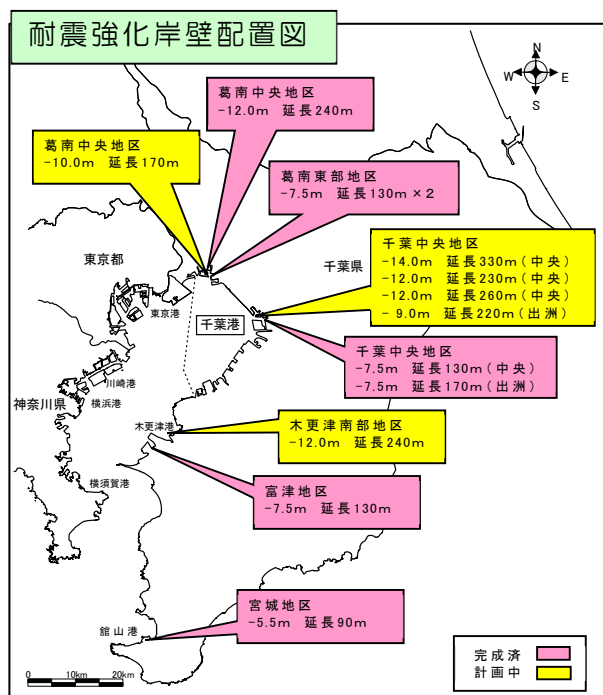 耐震強化岸壁配置図
N
W E
S
葛南中央地区
-12.0m 延長240m
葛南中央地区
-10.0m 延長170m
葛南東部地区
-7.5m 延長130m×2
千葉中央地区
-14.0m 延長330m(中央)
-12.0m 延長230m(中央)
-12.0m 延長260m(中央)
- 9.0m 延長220m(出洲)
東京都
千葉県
東京港
千葉港
千葉中央地区
-7.5m 延長130m(中央)
-7.5m 延長170m(出洲)
川崎港
神奈川県
横浜港
木更津港
木更津南部地区
-12.0m 延長240m
横須賀港
富津地区
-7.5m 延長130m
宮城地区
-5.5m 延長90m
館山港
完成済
計画中
0 10km 20km